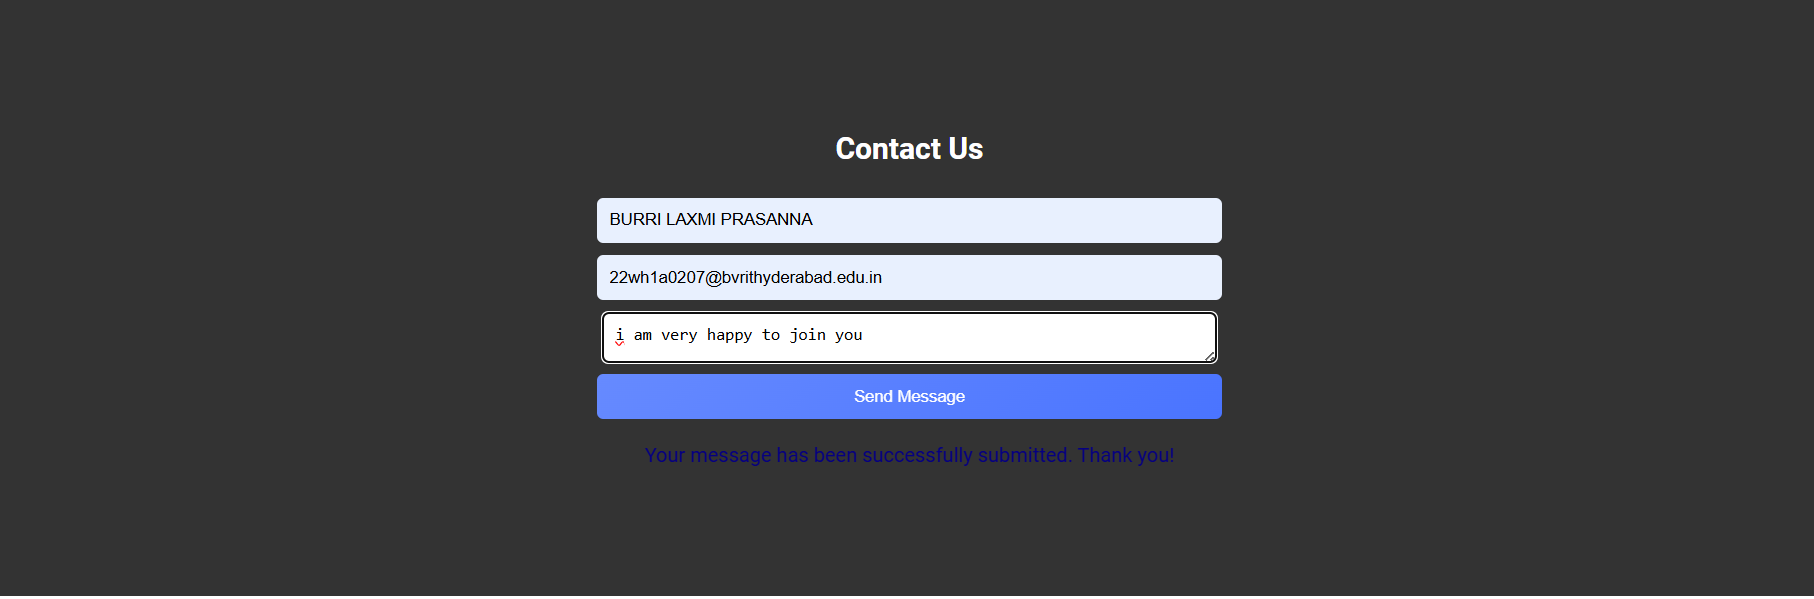 Contact Us
BURRI LAXMI PRASANNA
22wh1a0207@bvrithyderabad.edu.in
i am very happy to join you
Send Message
Your message has been successfully submitted. Thank you!